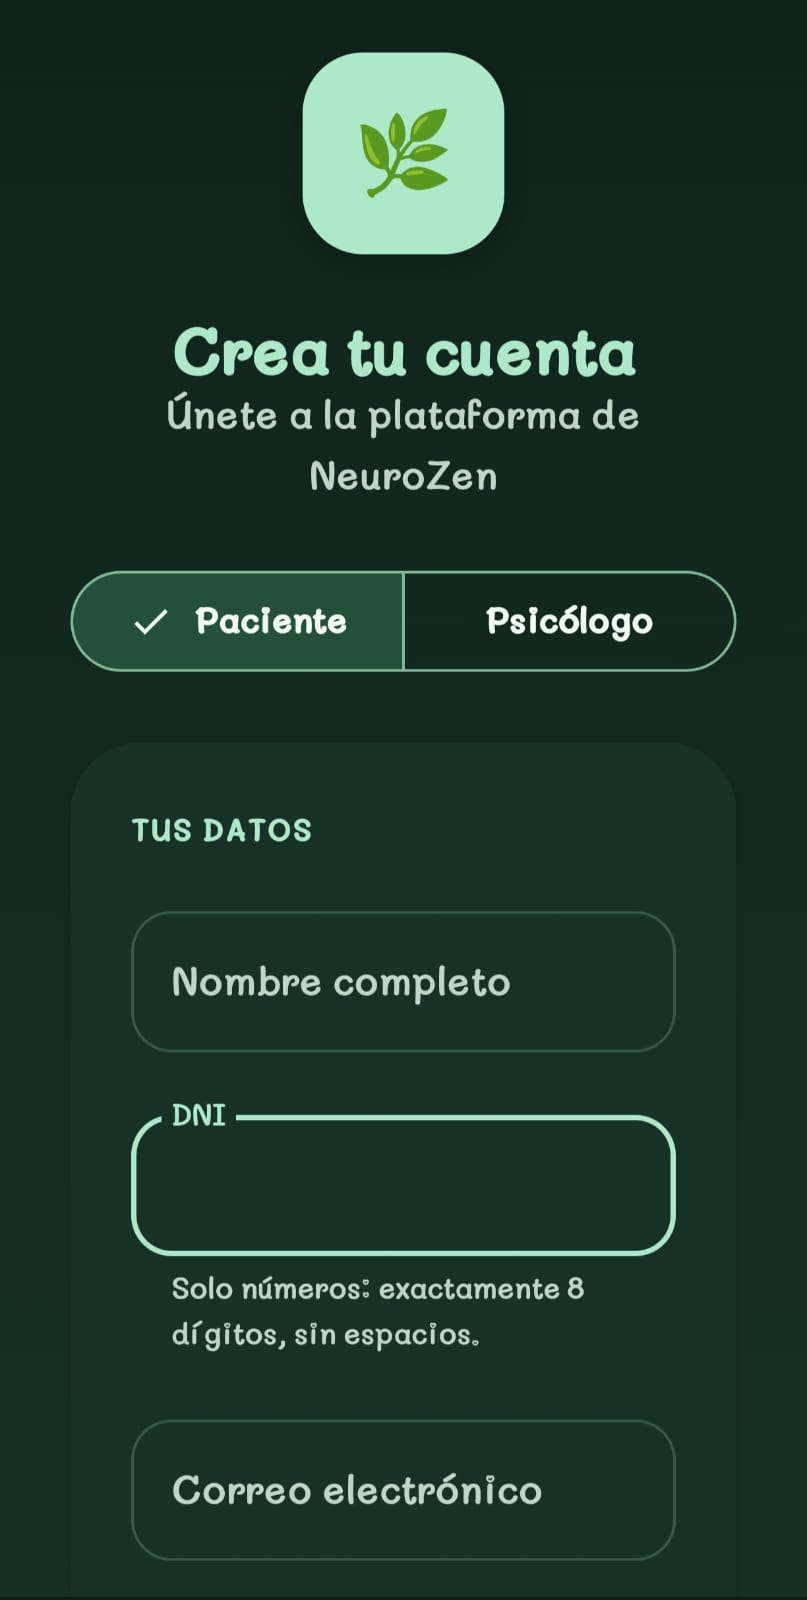 Crea tu cuenta
Únete a la plataforma de
NeuroZen
Paciente
Psicólogo
TUS DATOS
Nombre completo
DNI
Solo números: exactamente 8
dígitos, sin espacios.
Correo electrónico